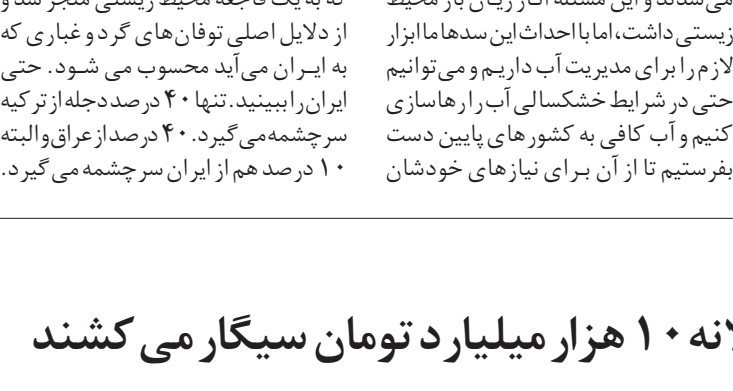 می‌شاند و این مسئله آثار زیان بار محیط
زیستی داشت، اما با احداث این سدها ما ابزار
لازم را برای مدیریت آب داریم و می‌توانیم
حتی در شرایط خشکسالی آب را رهاسازی
کنیم و آب کافی به کشورهای پایین دست
بفرستیم تا از آن برای نیازهای خودشان
که به یک فاجعه محیط زیستی منجر شد و
از دلایل اصلی توفان‌های گرد و غباری که
به ایران می‌آید محسوب می شود. حتی
ایران را ببینید. تنها ۴۰ درصد دجله از ترکیه
سرچشمه می‌گیرد. ۴۰ درصد از عراق و البته
۱۰ درصد هم از ایران سرچشمه می گیرد.
۱۰ هزار میلیارد تومان سیگار می کشند